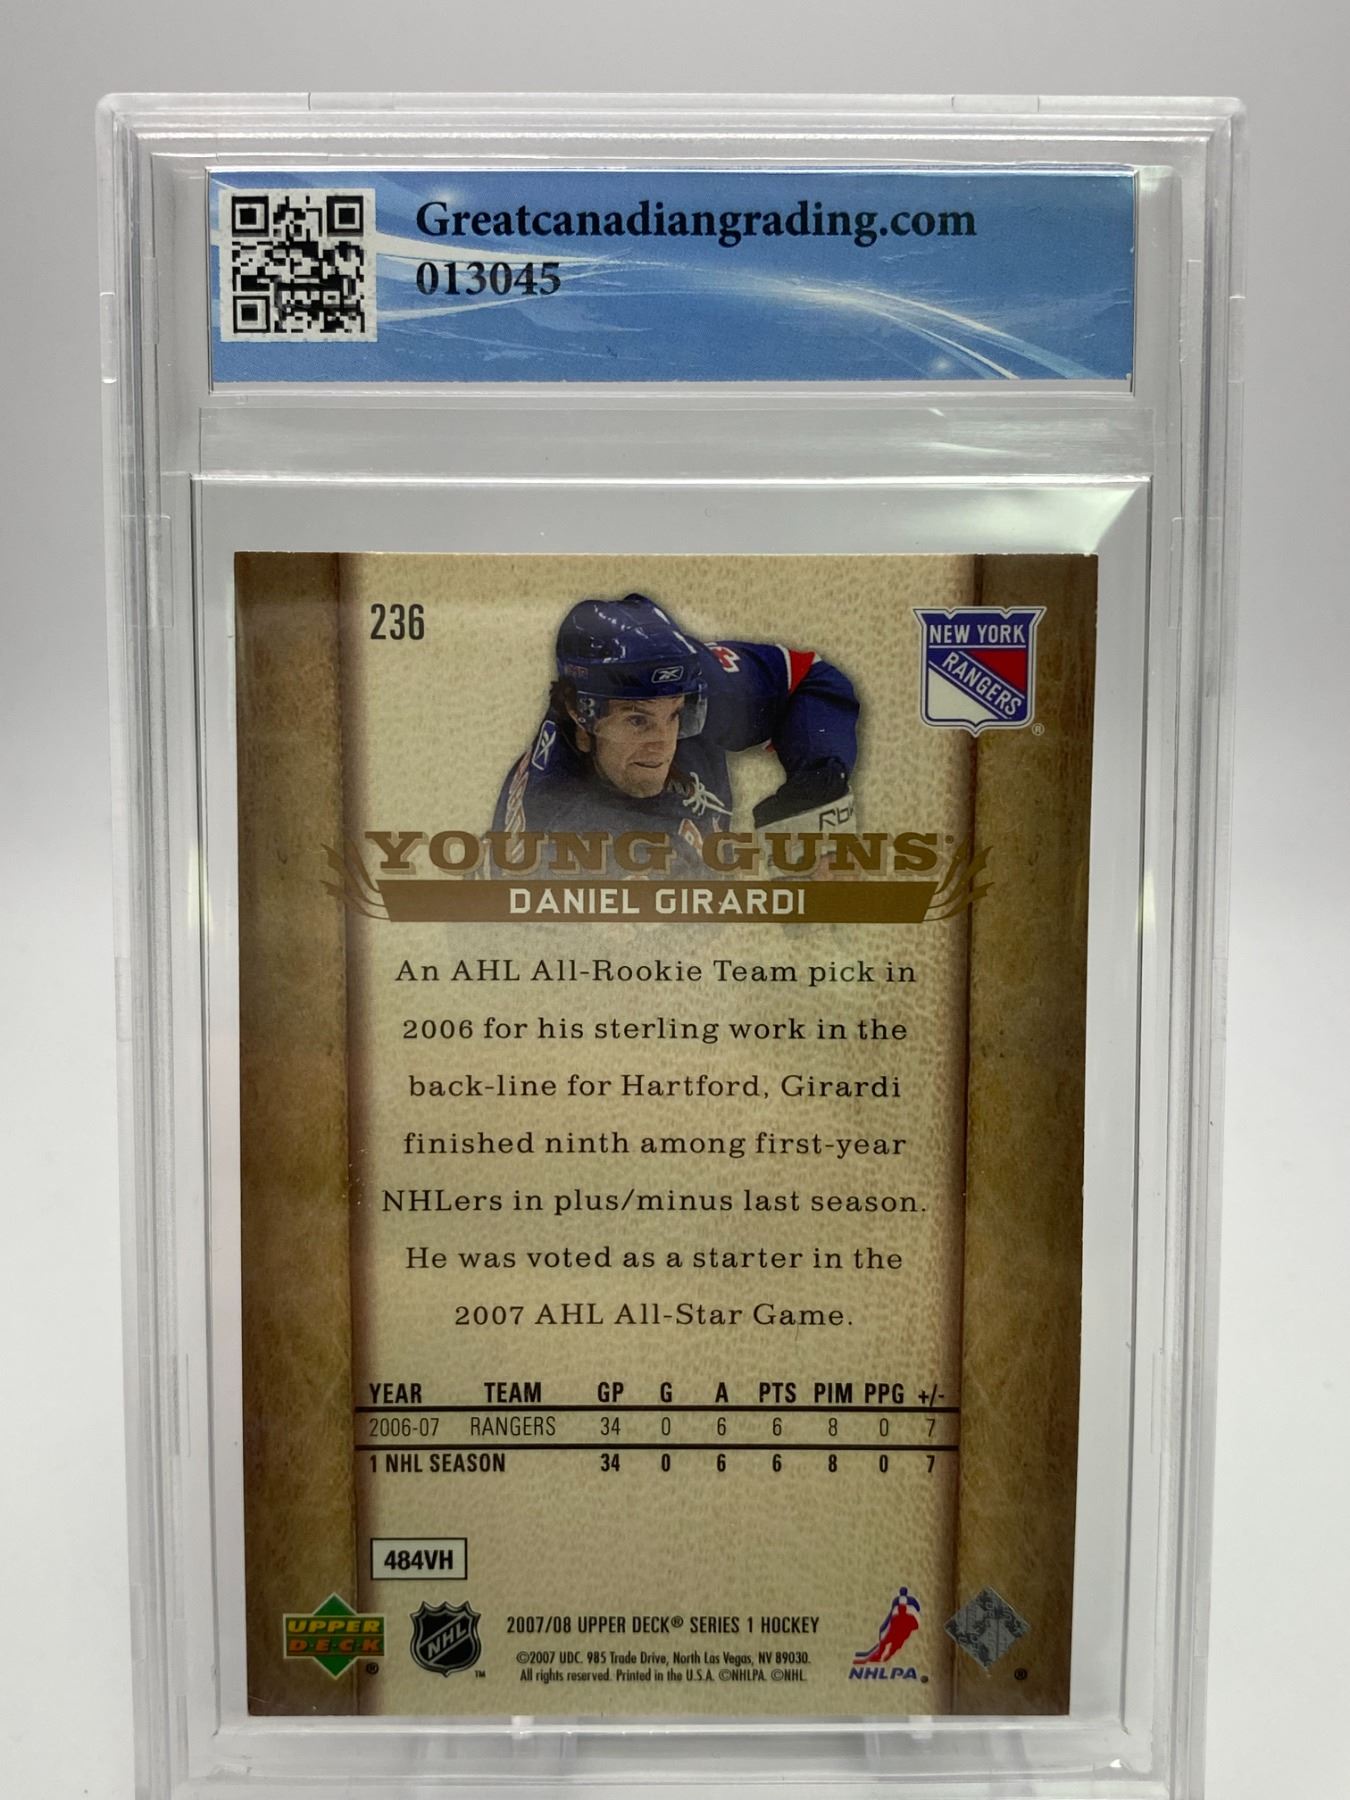 Greatcanadiangrading.com
013045
236
NEW YORK
RANGERS
®
YOUNG GUNS
DANIEL GIRARDI
An AHL All-Rookie Team pick in
2006 for his sterling work in the
back-line for Hartford, Girardi
finished ninth among first-year
NHLers in plus/minus last season.
He was voted as a starter in the
2007 AHL All-Star Game.
YEAR TEAM GP G A PTS PIM PPG +/-
2006-07 RANGERS 34 0 6 6 8 0 7
1 NHL SEASON 34 0 6 6 8 0 7
484VH
UPPER
DECK ®
NHL ™
2007/08 UPPER DECK® SERIES 1 HOCKEY
©2007 UDC. 985 Trade Drive, North Las Vegas, NV 89030.
All rights reserved. Printed in the U.S.A. ©NHLPA. ©NHL.
NHLPA®
®